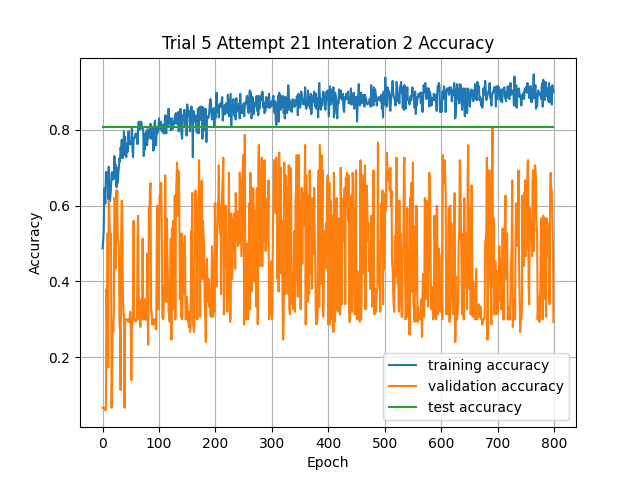 Trial 5 Attempt 21 Interation 2 Accuracy
Accuracy
0.8
0.6
0.4
0.2
training accuracy
validation accuracy
test accuracy
0 100 200 300 400 500 600 700 800
Epoch